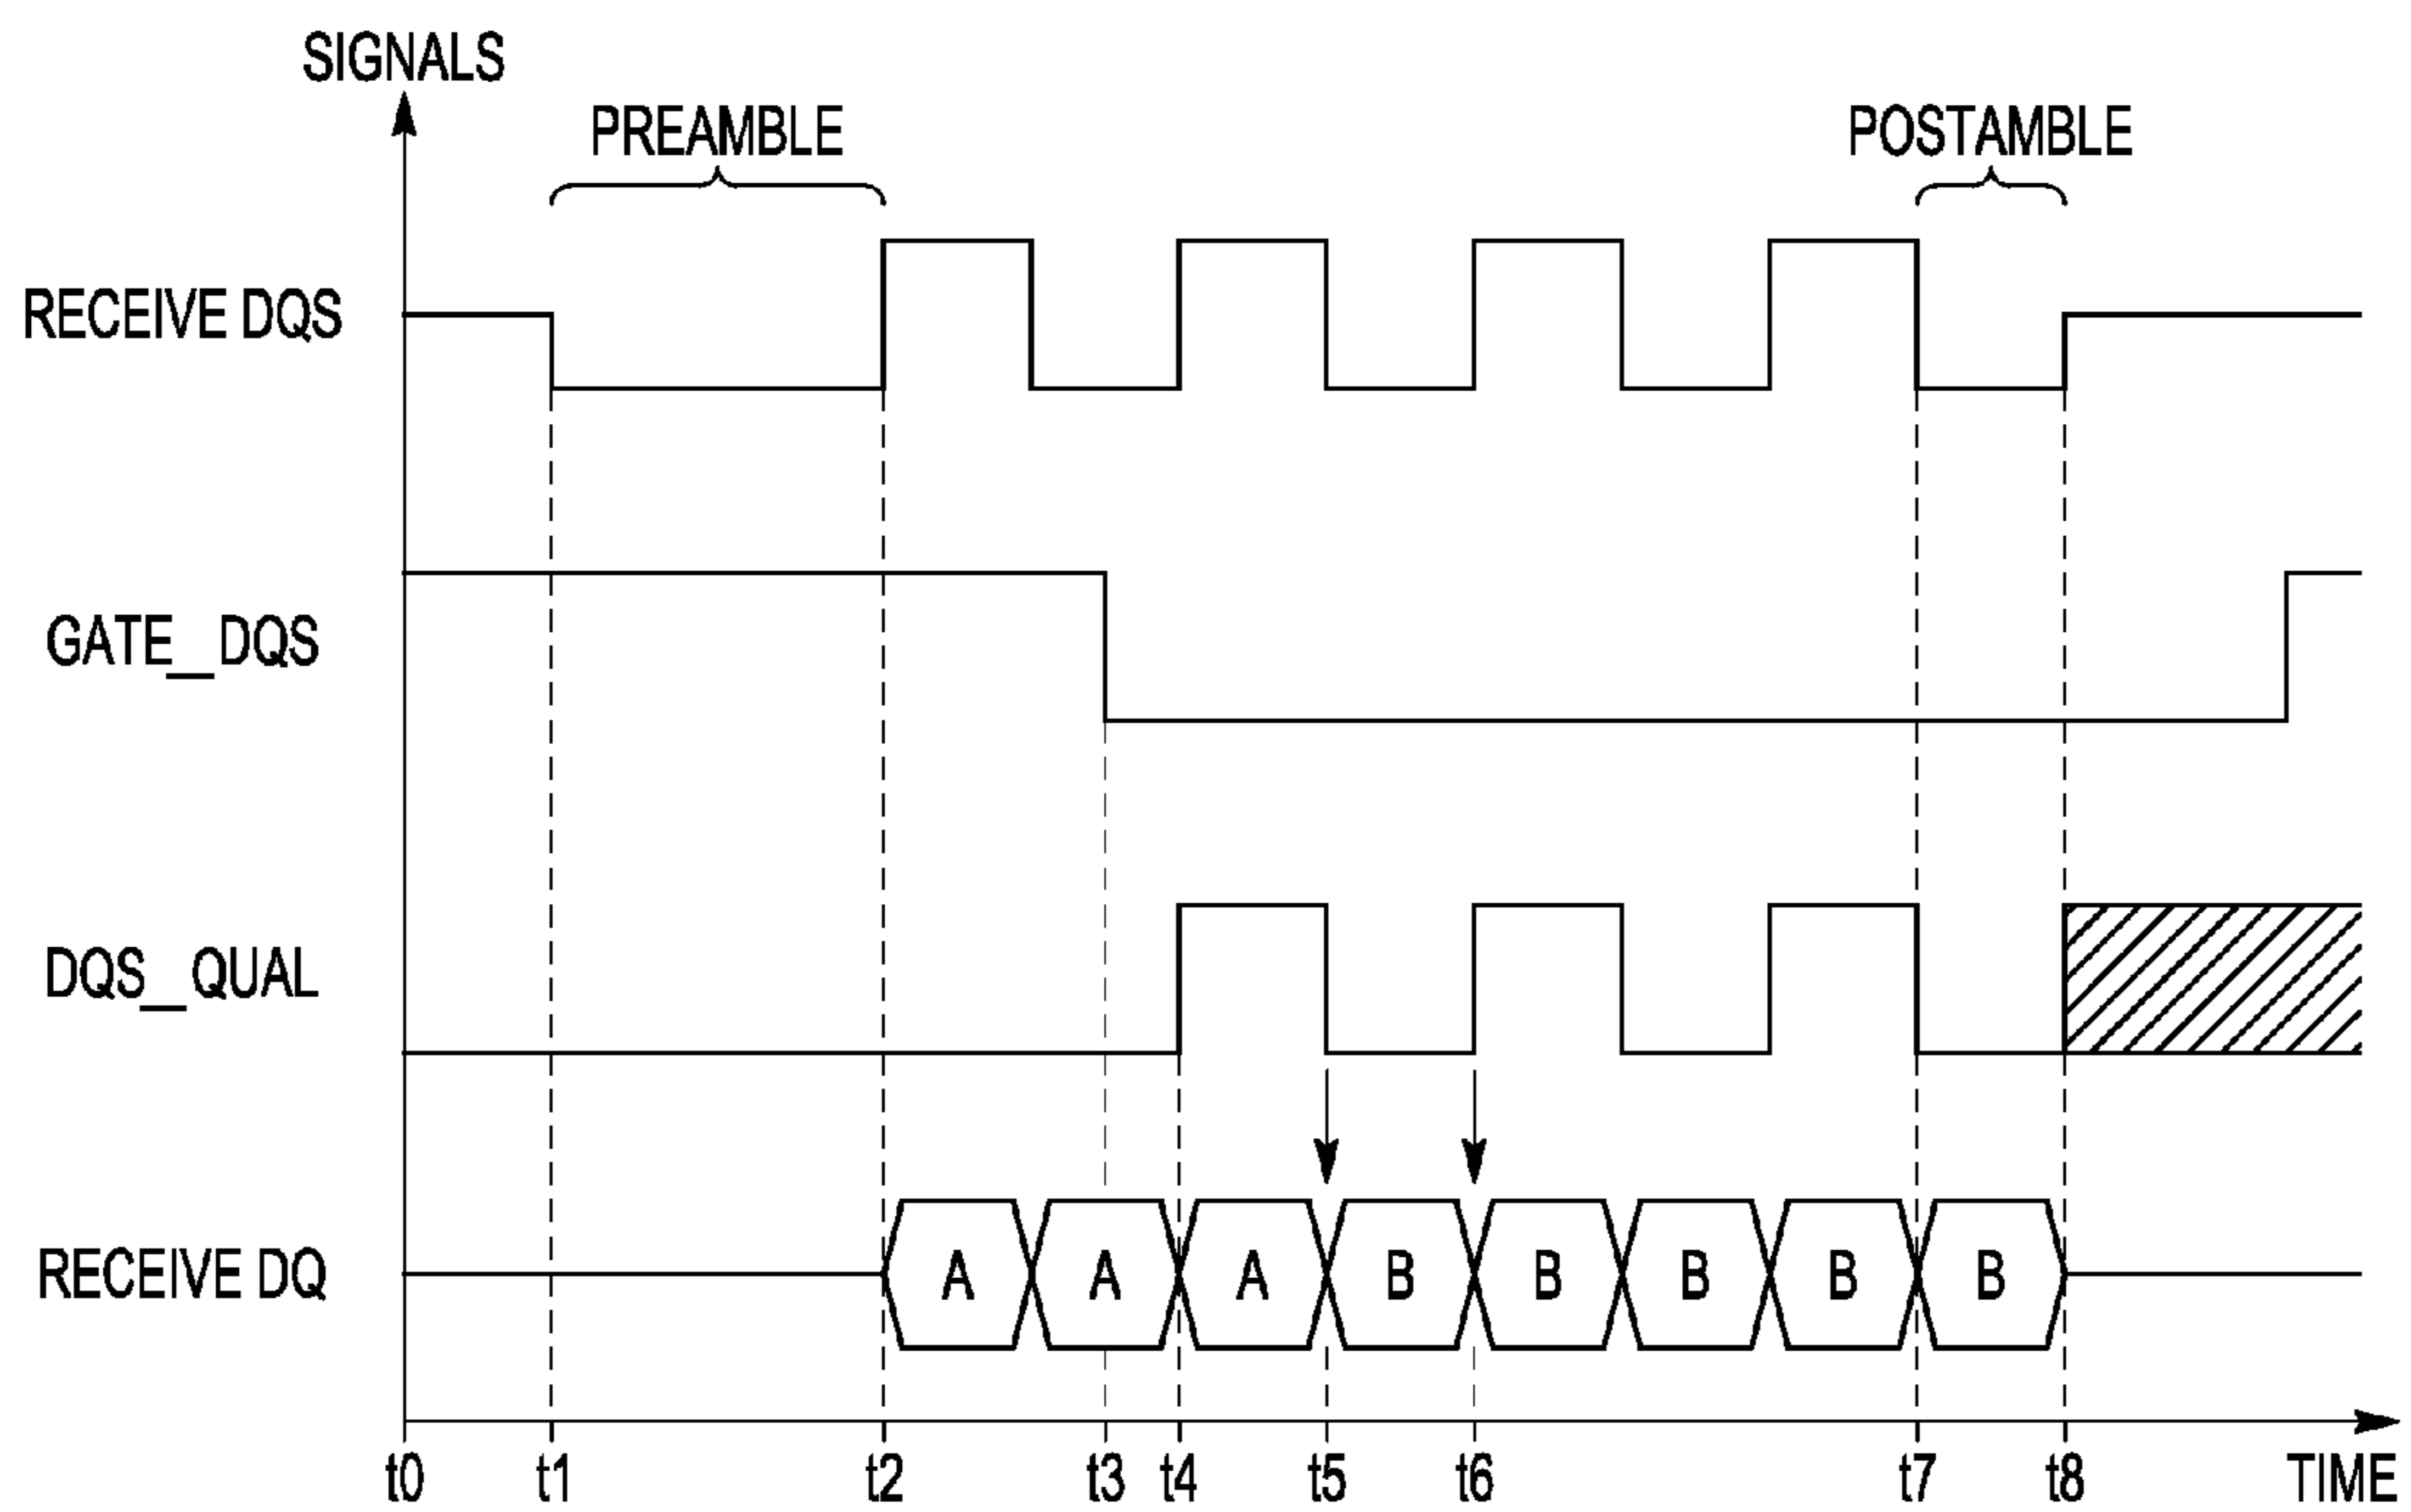 SIGNALS
PREAMBLE
POSTAMBLE
RECEIVE DQS
GATE_DQS
DQS_QUAL
RECEIVE DQ
A A A B B B B B
t0 t1 t2 t3 t4 t5 t6 t7 t8 TIME